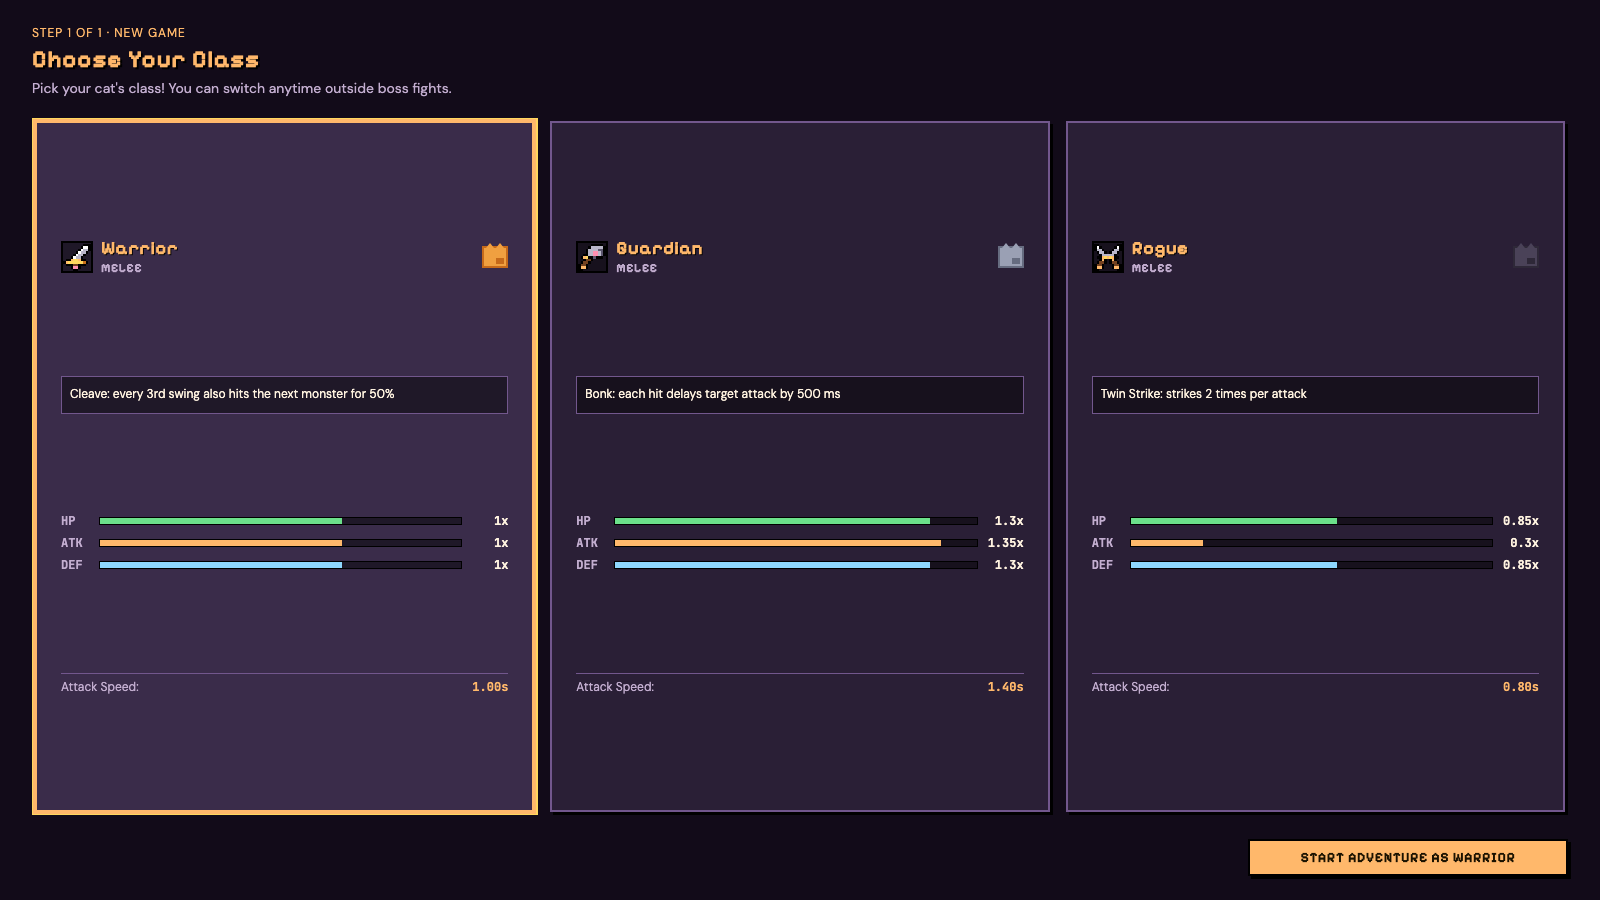 STEP 1 OF 1 · NEW GAME
Choose Your Class
Pick your cat's class! You can switch anytime outside boss fights.
Warrior
MELEE
Cleave: every 3rd swing also hits the next monster for 50%
HP 1x
ATK 1x
DEF 1x
Attack Speed: 1.00s
Guardian
MELEE
Bonk: each hit delays target attack by 500 ms
HP 1.3x
ATK 1.35x
DEF 1.3x
Attack Speed: 1.40s
Rogue
MELEE
Twin Strike: strikes 2 times per attack
HP 0.85x
ATK 0.3x
DEF 0.85x
Attack Speed: 0.80s
START ADVENTURE AS WARRIOR